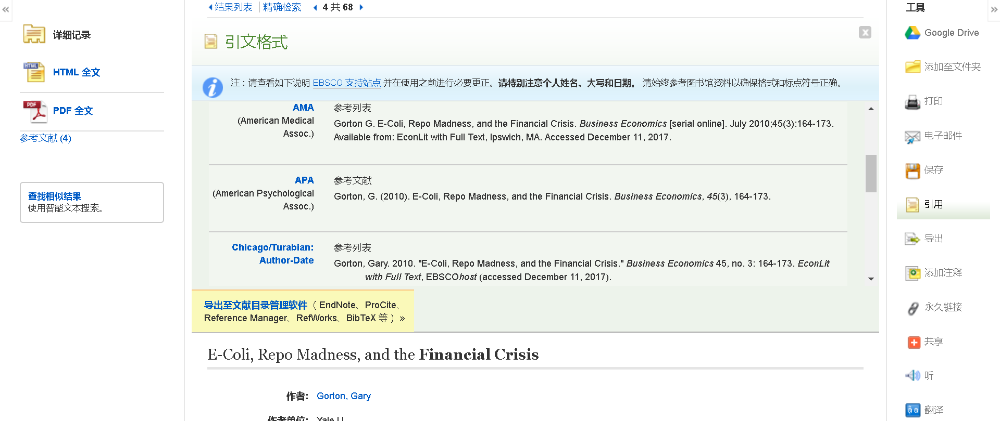 «
详细记录
HTML 全文
PDF 全文
参考文献 (4)
查找相似结果
使用智能文本搜索。
结果列表 精确检索 4 共 68
引文格式
x
注：请查看如下说明 EBSCO 支持站点 并在使用之前进行必要更正。请特别注意个人姓名、大写和日期。 请始终参考图书馆资料以确保格式和标点符号正确。
AMA
(American Medical
Assoc.)
参考列表
Gorton G. E-Coli, Repo Madness, and the Financial Crisis. Business Economics [serial online]. July 2010;45(3):164-173.
Available from: EconLit with Full Text, Ipswich, MA. Accessed December 11, 2017.
APA
(American Psychological
Assoc.)
参考文献
Gorton, G. (2010). E-Coli, Repo Madness, and the Financial Crisis. Business Economics, 45(3), 164-173.
Chicago/Turabian:
Author-Date
参考列表
Gorton, Gary. 2010. "E-Coli, Repo Madness, and the Financial Crisis." Business Economics 45, no. 3: 164-173. EconLit
with Full Text, EBSCOhost (accessed December 11, 2017).
导出至文献目录管理软件（ EndNote、ProCite、
Reference Manager、RefWorks、BibTeX 等 ）»
E-Coli, Repo Madness, and the Financial Crisis
作者: Gorton, Gary
作者单位: Yale U
工具
»
Google Drive
添加至文件夹
打印
电子邮件
保存
引用
导出
添加注释
永久链接
共享
听
翻译